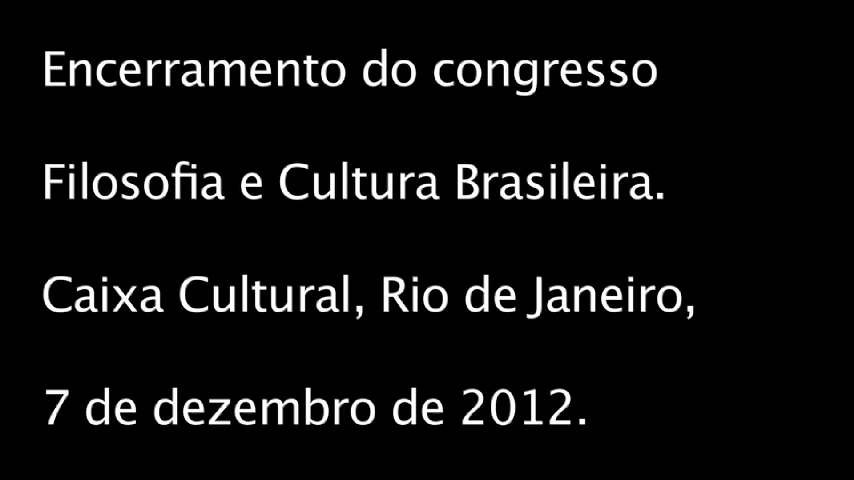 Encerramento do congresso
Filosofia e Cultura Brasileira.
Caixa Cultural, Rio de Janeiro,
7 de dezembro de 2012.